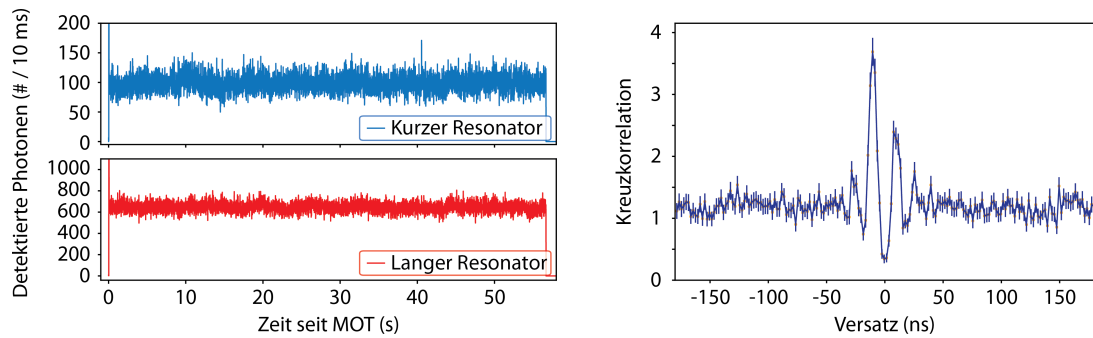 Detektierte Photonen (# / 10 ms)
200
150
100
50
0
Kurzer Resonator
1000
800
600
400
200
0
Langer Resonator
0 10 20 30 40 50
Zeit seit MOT (s)
Kreuzkorrelation
4
3
2
1
0
-150 -100 -50 0 50 100 150
Versatz (ns)